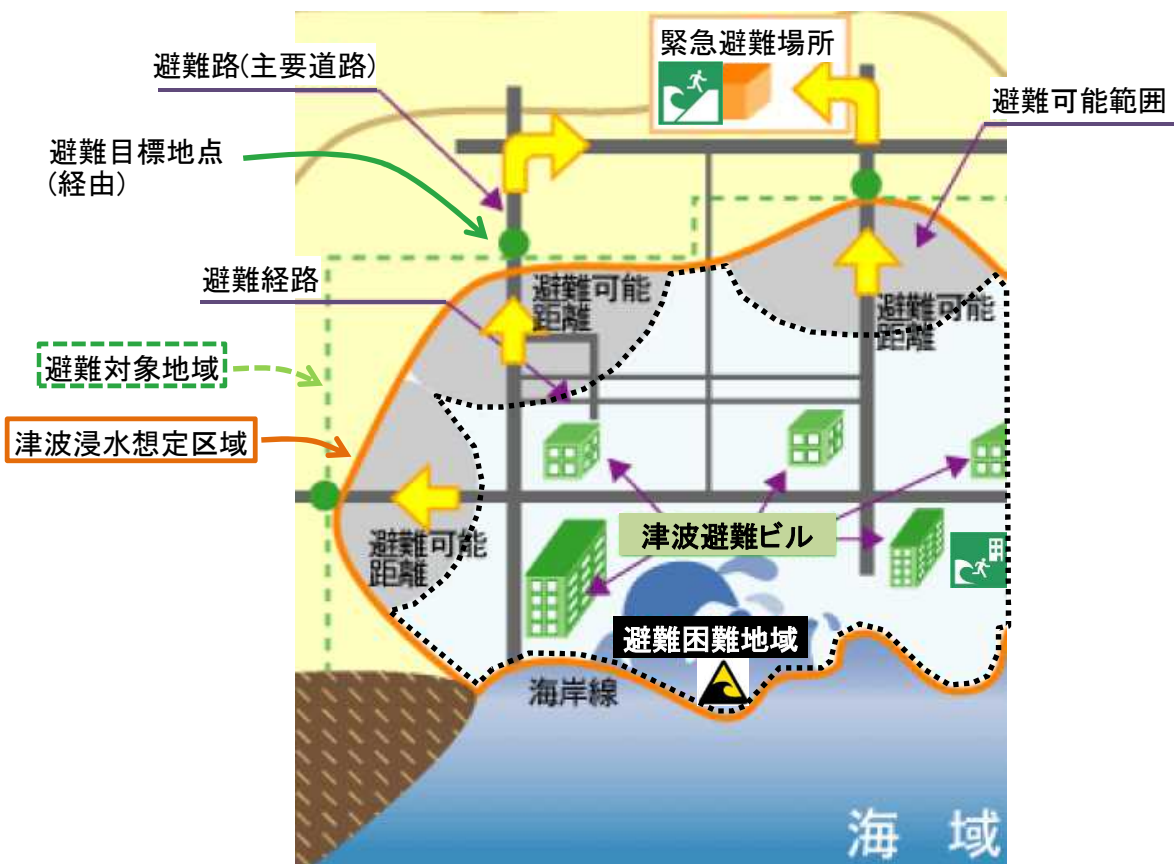 緊急避難場所
避難路(主要道路)
避難可能範囲
避難目標地点
(経由)
避難経路
避難可能
距離
避難可能
距離
避難対象地域
津波浸水想定区域
避難可能
距離
津波避難ビル
避難困難地域
海岸線
海 域